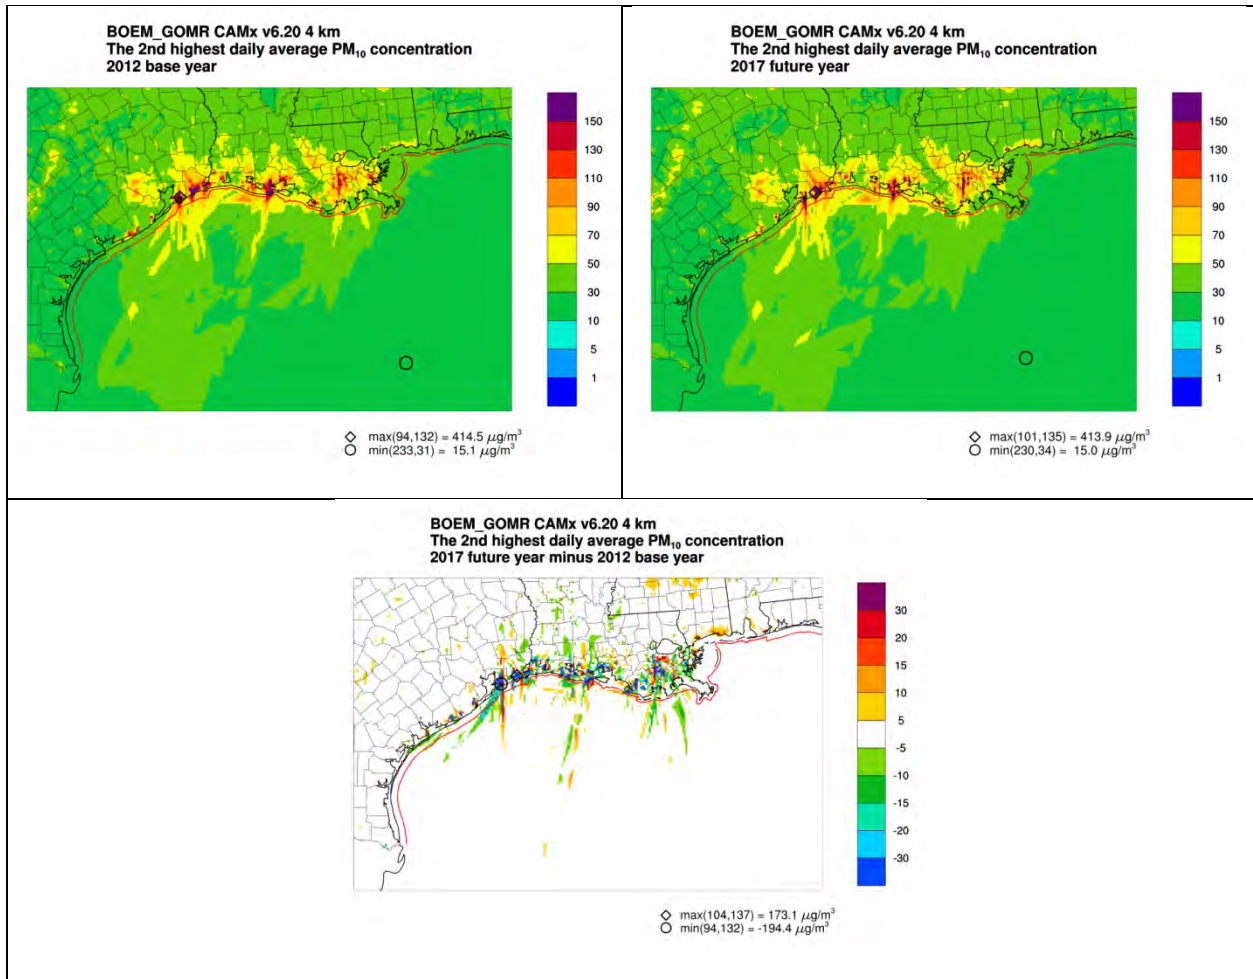 BOEM_GOMR CAMx v6.20 4 km
The 2nd highest daily average PM₁₀ concentration
2012 base year
150
130
110
90
70
50
30
10
5
1
max(94,132) = 414.5 μg/m³
min(233,31) = 15.1 μg/m³
BOEM_GOMR CAMx v6.20 4 km
The 2nd highest daily average PM₁₀ concentration
2017 future year
150
130
110
90
70
50
30
10
5
1
max(101,135) = 413.9 μg/m³
min(230,34) = 15.0 μg/m³
BOEM_GOMR CAMx v6.20 4 km
The 2nd highest daily average PM₁₀ concentration
2017 future year minus 2012 base year
30
20
15
10
5
-5
-10
-15
-20
-30
max(104,137) = 173.1 μg/m³
min(94,132) = -194.4 μg/m³